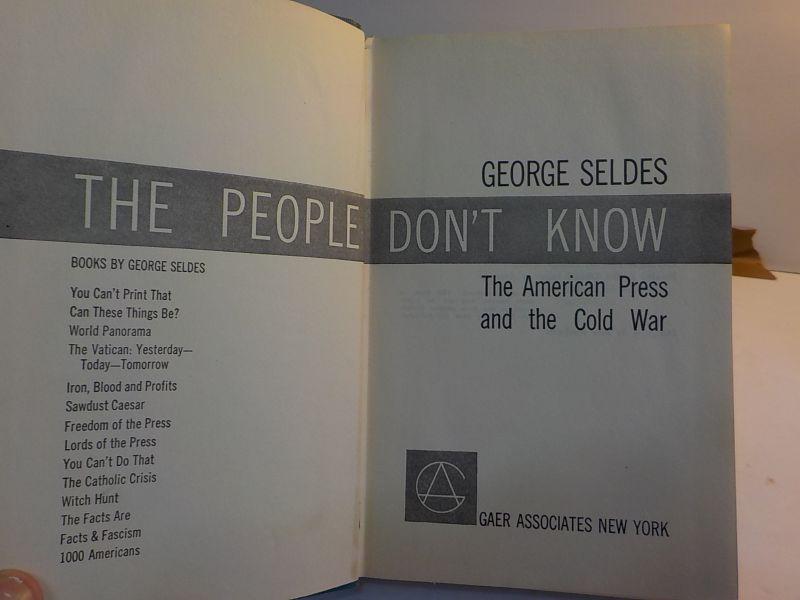 THE PEOPLE DON'T KNOW
BOOKS BY GEORGE SELDES
You Can't Print That
Can These Things Be?
World Panorama
The Vatican: Yesterday—
Today—Tomorrow
Iron, Blood and Profits
Sawdust Caesar
Freedom of the Press
Lords of the Press
You Can't Do That
The Catholic Crisis
Witch Hunt
The Facts Are
Facts & Fascism
1000 Americans
GEORGE SELDES
The American Press
and the Cold War
GA
GAER ASSOCIATES NEW YORK